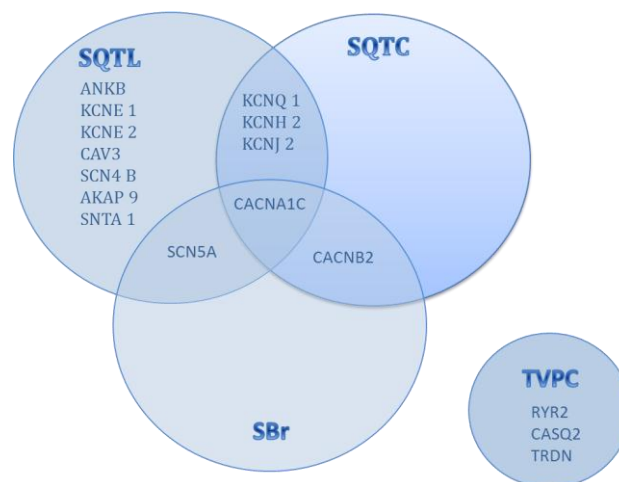 SQTL
ANKB
KCNE 1
KCNE 2
CAV3
SCN4 B
AKAP 9
SNTA 1
SQTC
KCNQ 1
KCNH 2
KCNJ 2
CACNA1C
SCN5A
CACNB2
SBr
TVPC
RYR2
CASQ2
TRDN